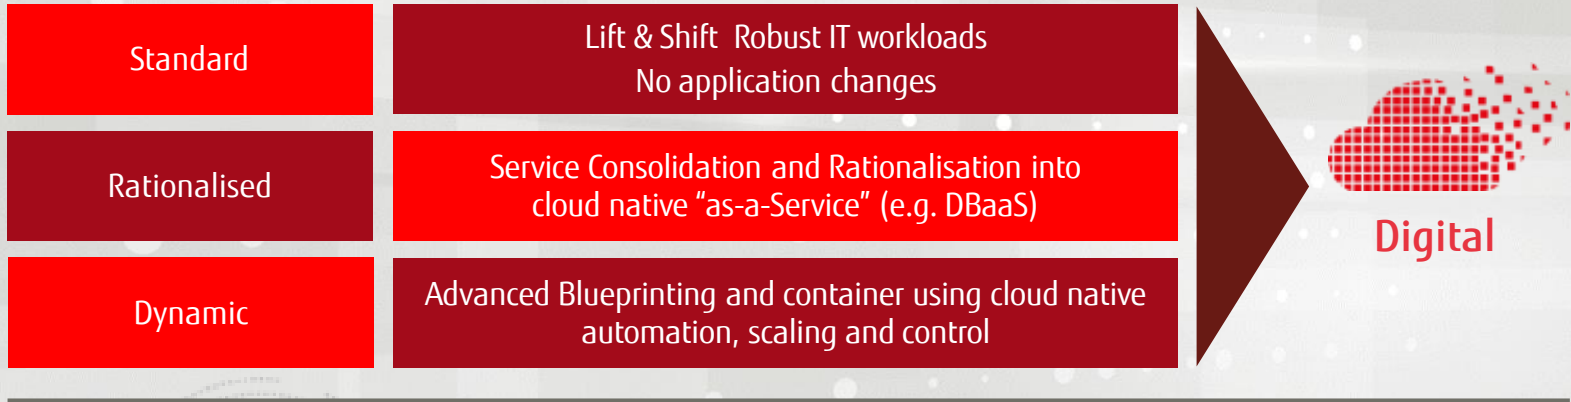 Standard
Lift & Shift  Robust IT workloads
No application changes
Rationalised
Service Consolidation and Rationalisation into
cloud native “as-a-Service” (e.g. DBaaS)
Dynamic
Advanced Blueprinting and container using cloud native
automation, scaling and control
Digital